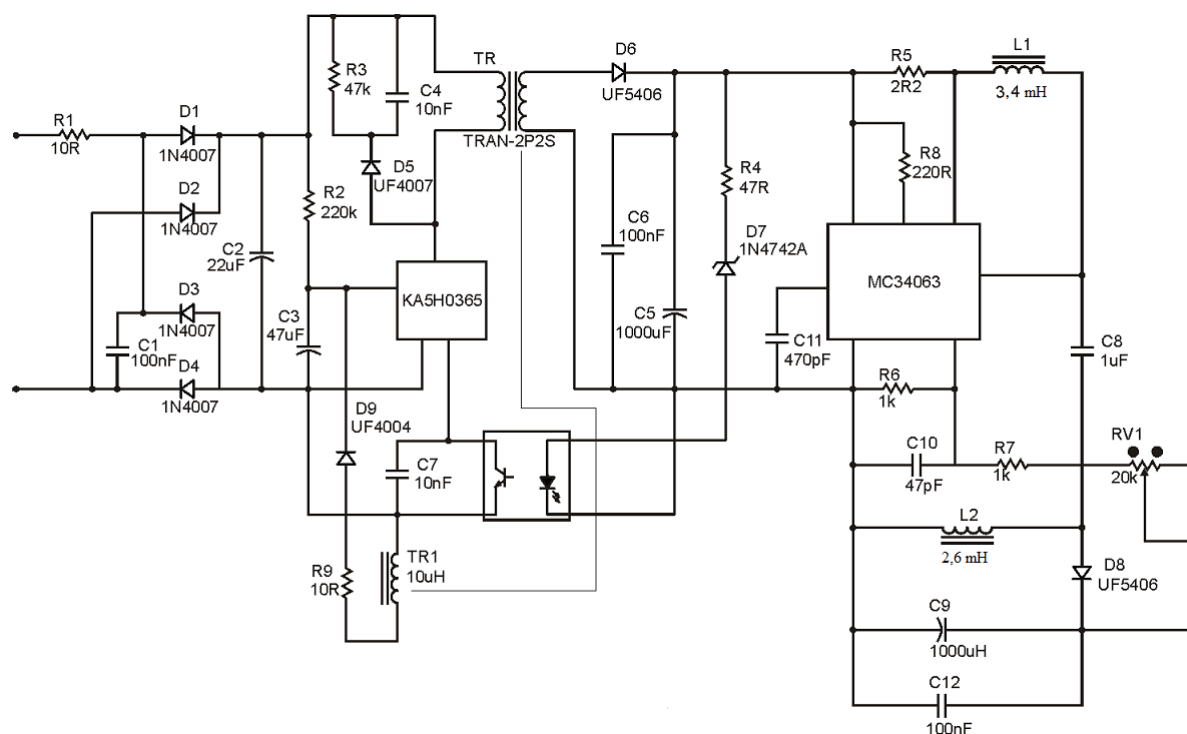 R1
10R
D1
1N4007
D2
1N4007
D3
1N4007
D4
1N4007
C1
100nF
C2
22uF
R3
47k
C4
10nF
D5
UF4007
R2
220k
C3
47uF
KA5H0365
TR
TRAN-2P2S
D6
UF5406
C6
100nF
C5
1000uF
R4
47R
D7
1N4742A
D9
UF4004
C7
10nF
R9
10R
TR1
10uH
R5
2R2
L1
3,4 mH
R8
220R
MC34063
C11
470pF
C8
1uF
R6
1k
C10
47pF
R7
1k
RV1
20k
L2
2,6 mH
D8
UF5406
C9
1000uH
C12
100nF